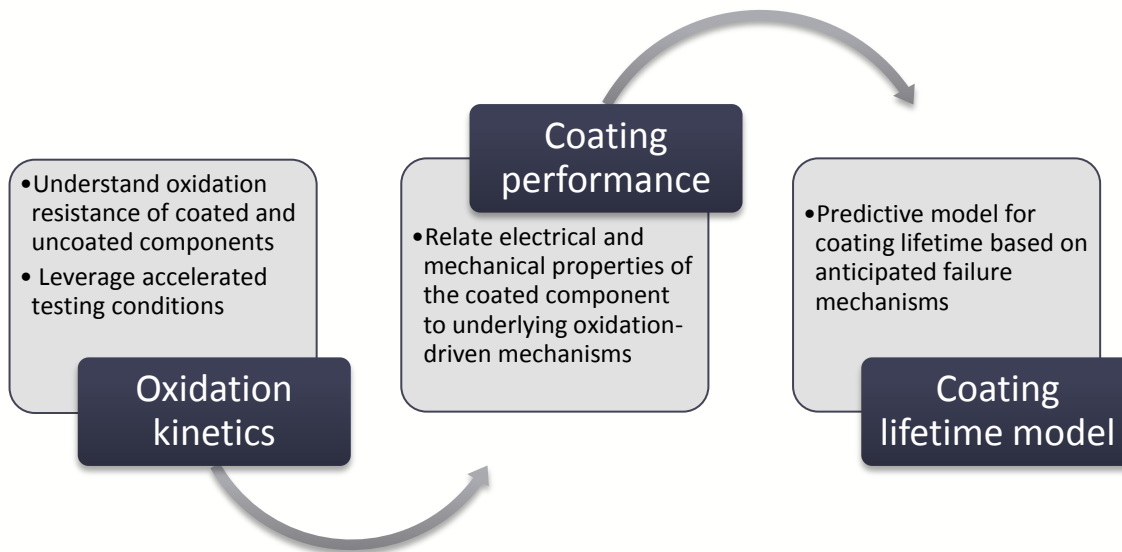 •Understand oxidation
resistance of coated and
uncoated components
• Leverage accelerated
testing conditions
Oxidation
kinetics
Coating
performance
•Relate electrical and
mechanical properties of
the coated component
to underlying oxidation-
driven mechanisms
•Predictive model for
coating lifetime based on
anticipated failure
mechanisms
Coating
lifetime model